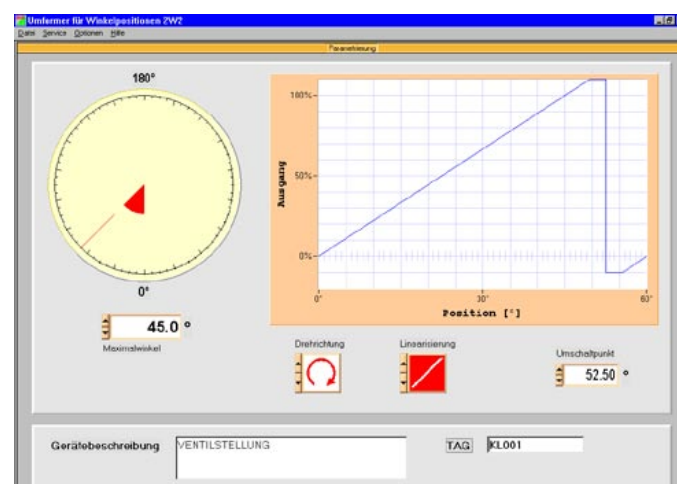 Umformer für Winkelpositionen 2W2
Datei Service Optionen Hilfe
Parametrierung
180°
0°
45.0 °
Maximalwinkel
100%
50%
0%
Ausgang
0° 30° 60°
Position [°]
Drehrichtung
Linearisierung
Umschaltpunkt
52.50 °
Gerätebeschreibung
VENTILSTELLUNG
TAG
KL001